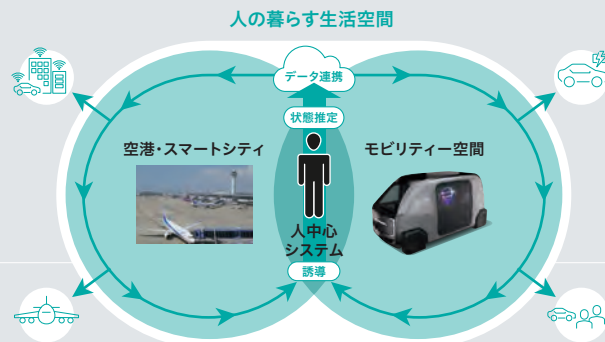 人の暮らす生活空間
データ連携
状態推定
空港・スマートシティ
モビリティー空間
人中心
システム
誘導